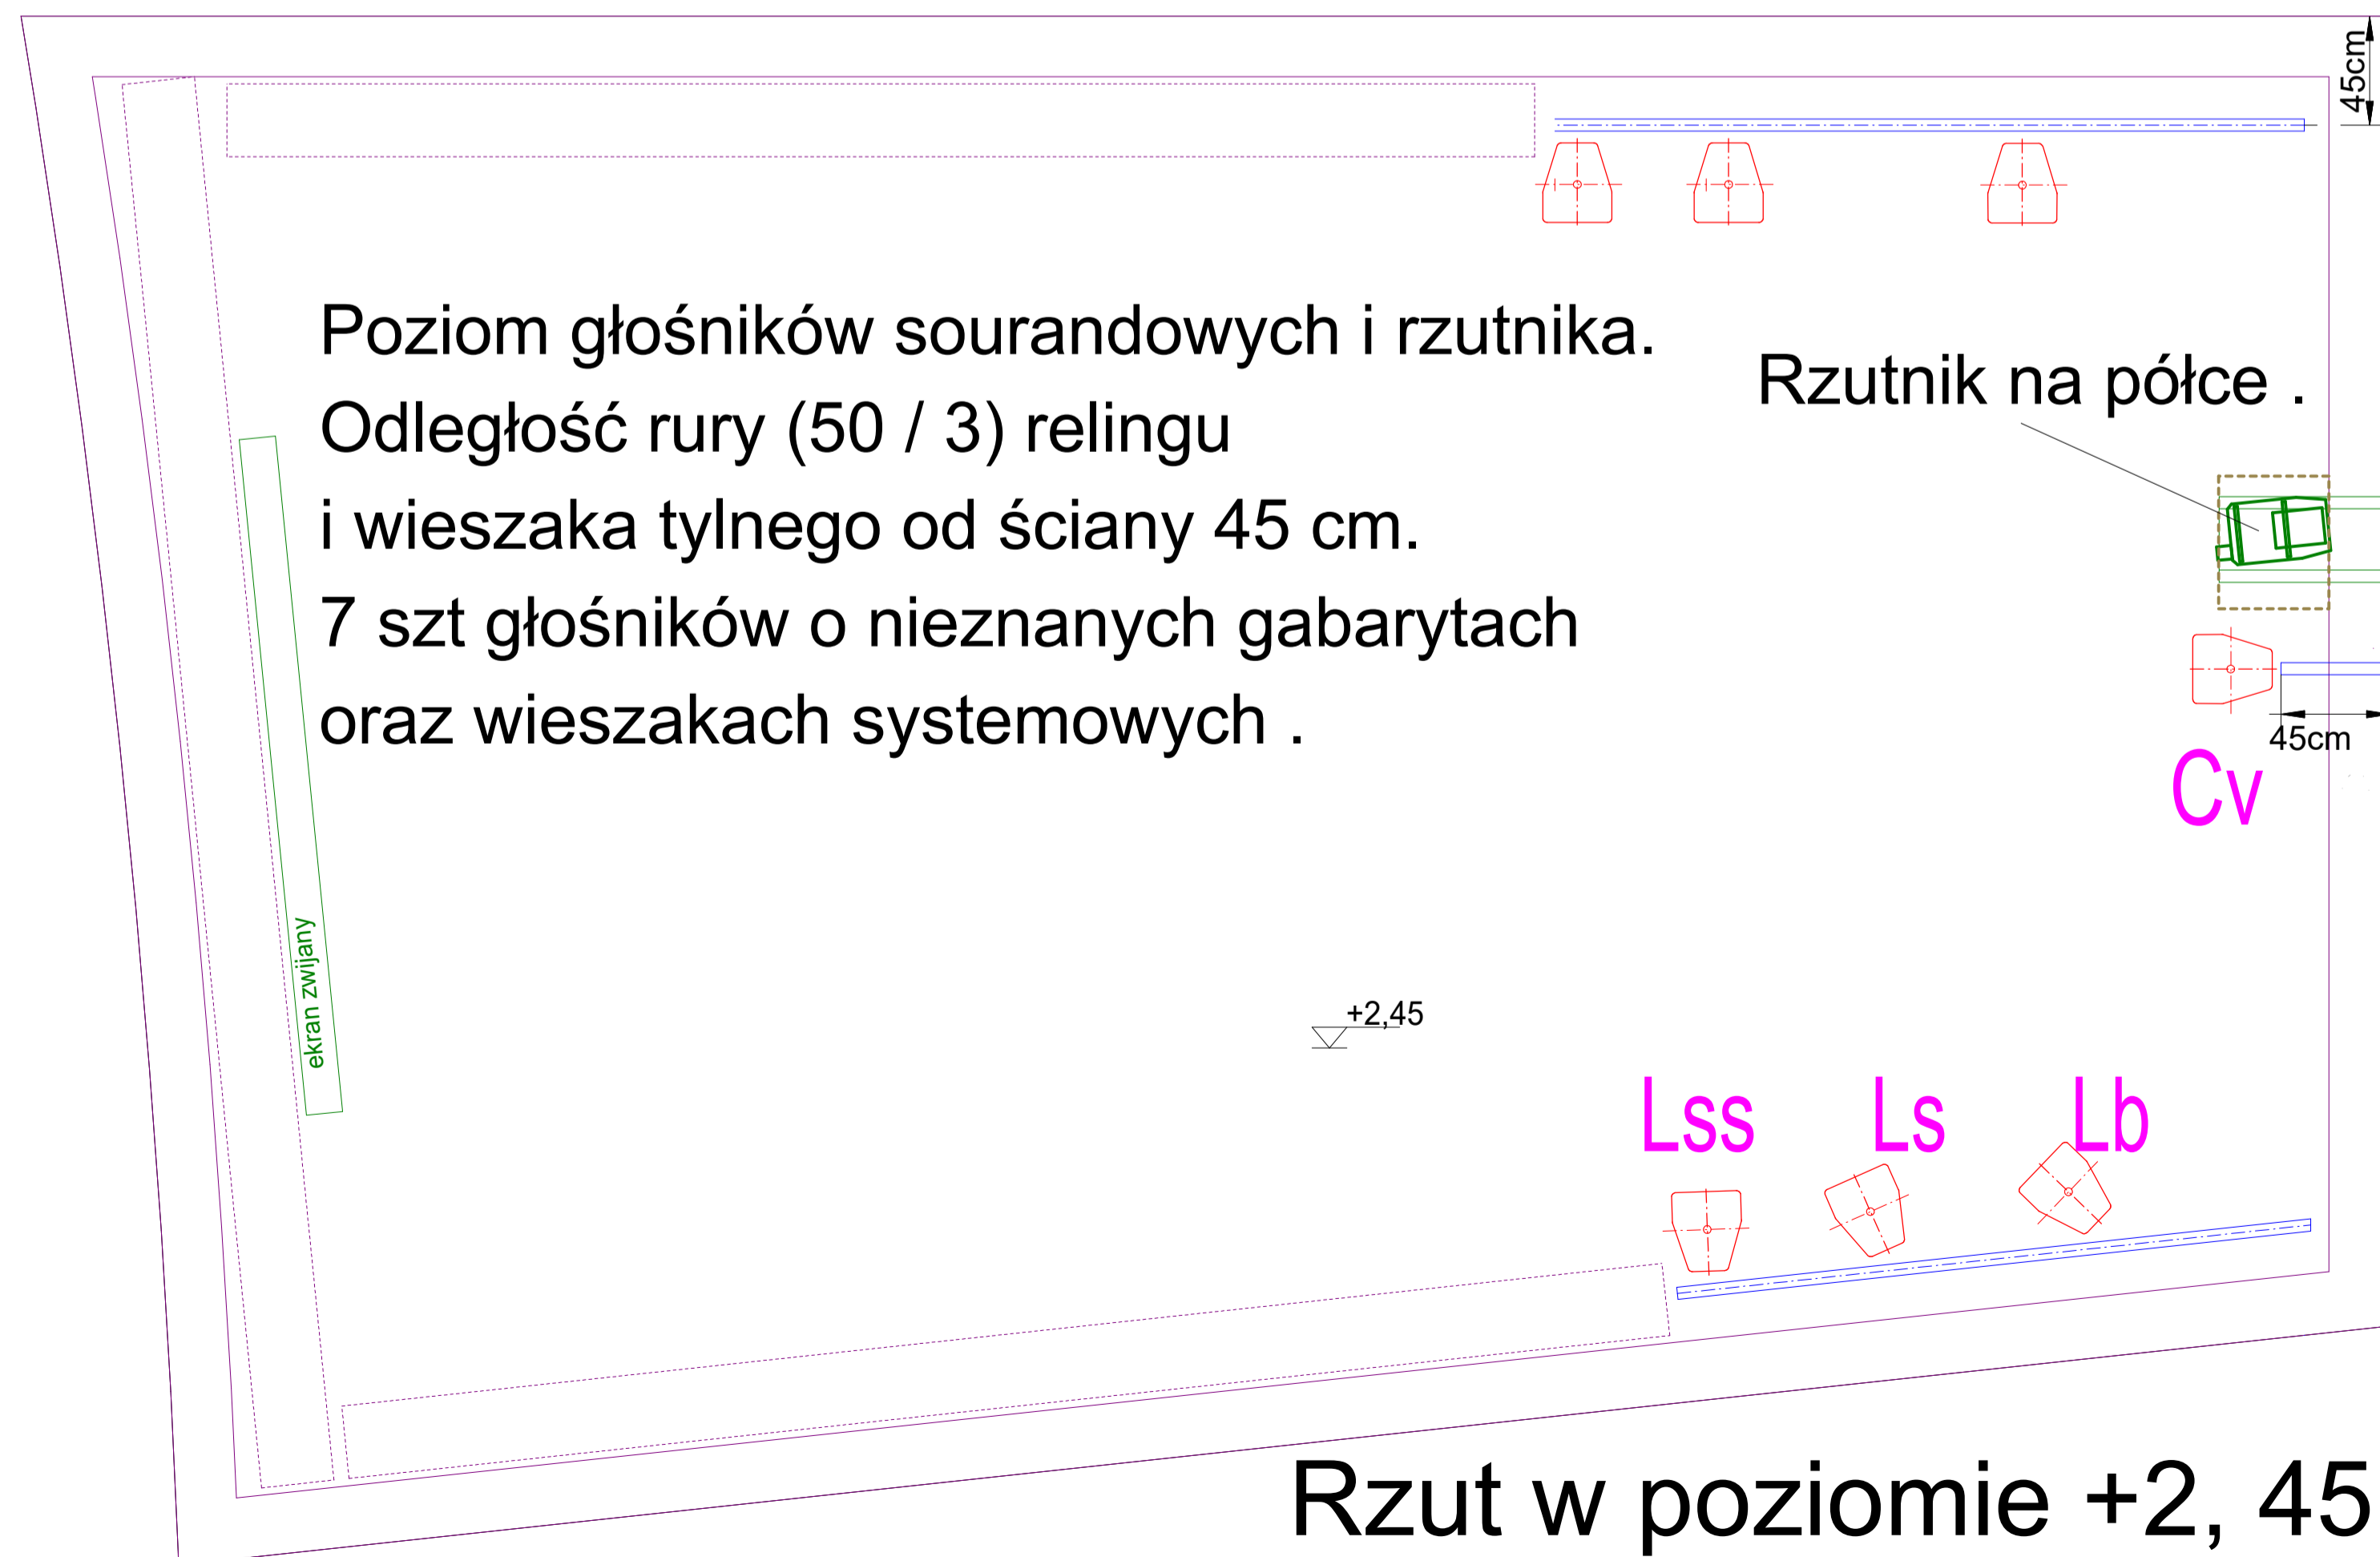 45cm
Poziom głośników sourandowych i rzutnika.
Rzutnik na półce .
Odległość rury (50 / 3) relingu
i wieszaka tylnego od ściany 45 cm.
7 szt głośników o nieznanych gabarytach
oraz wieszakach systemowych .
45cm
Cv
ekran zwijany
+2,45
Lss
Ls
Lb
Rzut w poziomie +2, 45